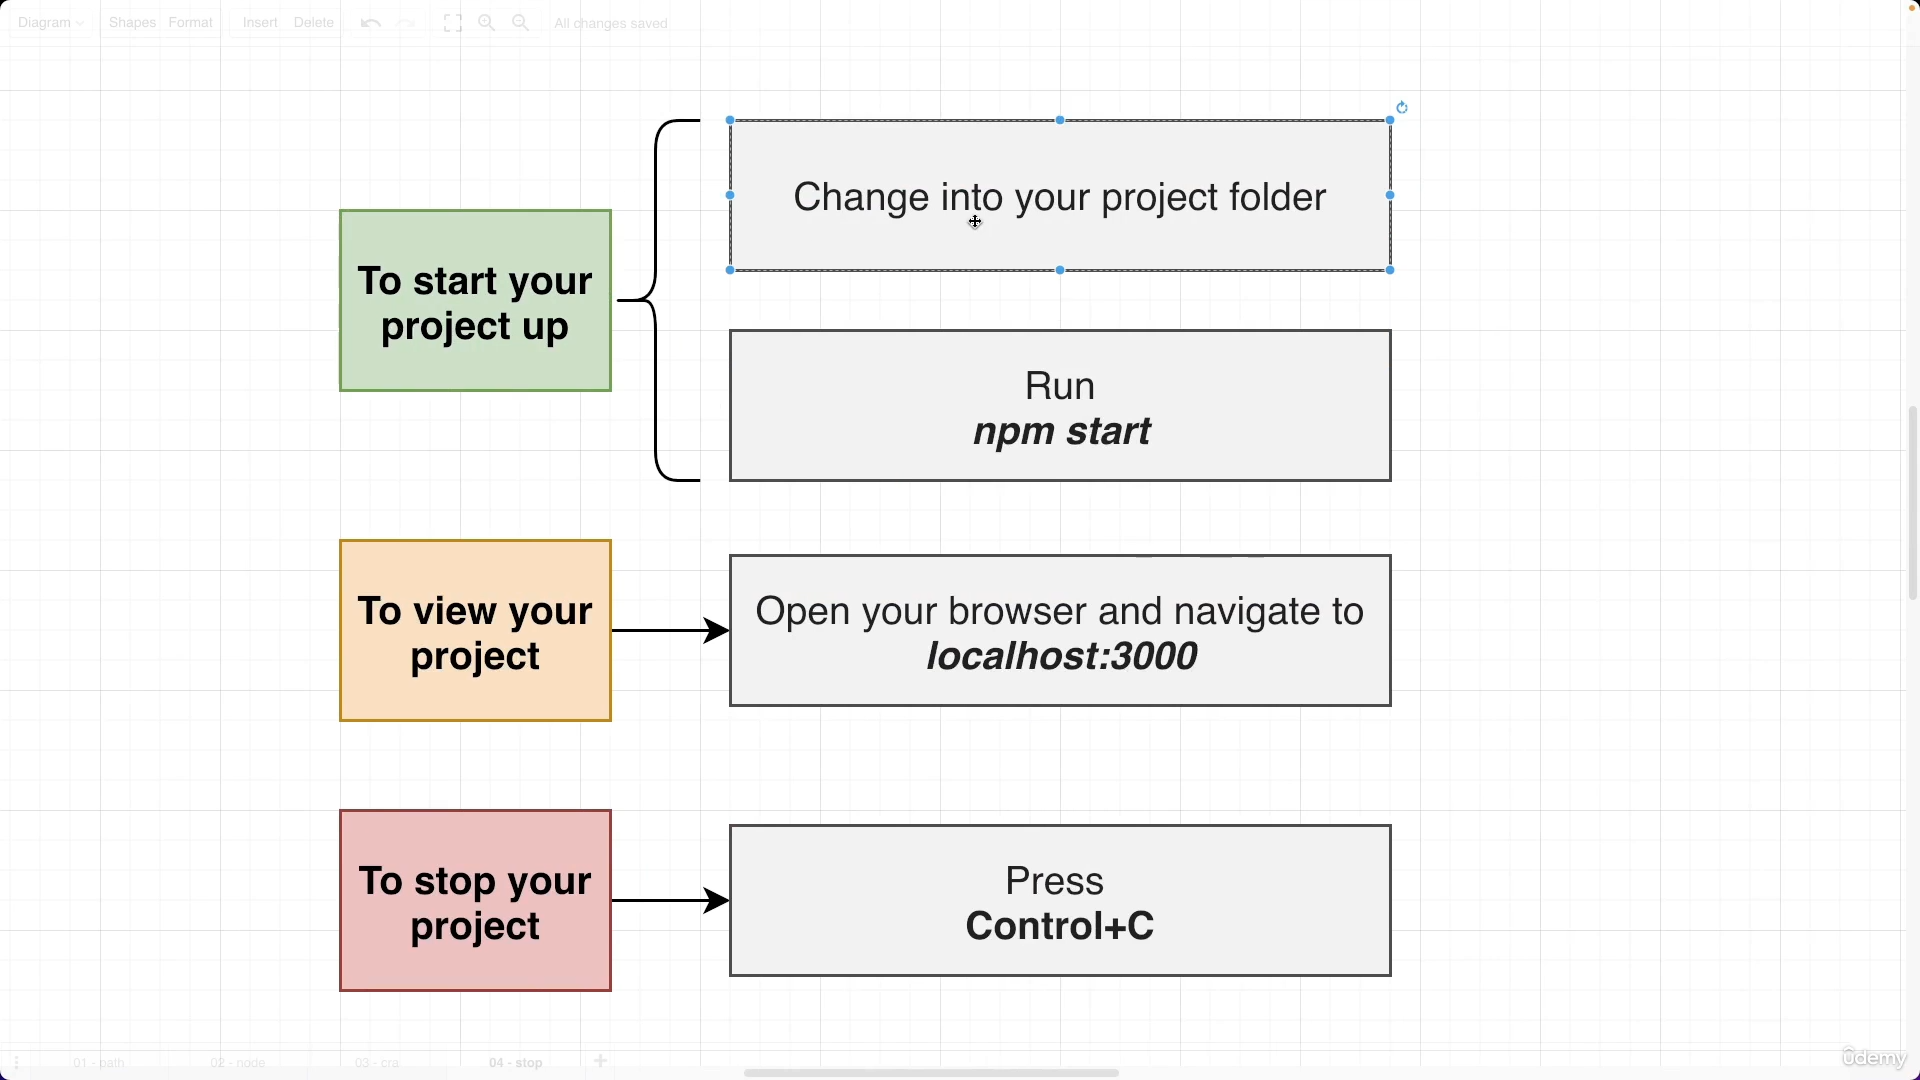 Diagram Shapes Format Insert Delete All changes saved
Change into your project folder
To start your
project up
Run
npm start
To view your
project
Open your browser and navigate to
localhost:3000
To stop your
project
Press
Control+C
01 - path 02 - node 03 - cra 04 - stop
ûdemy